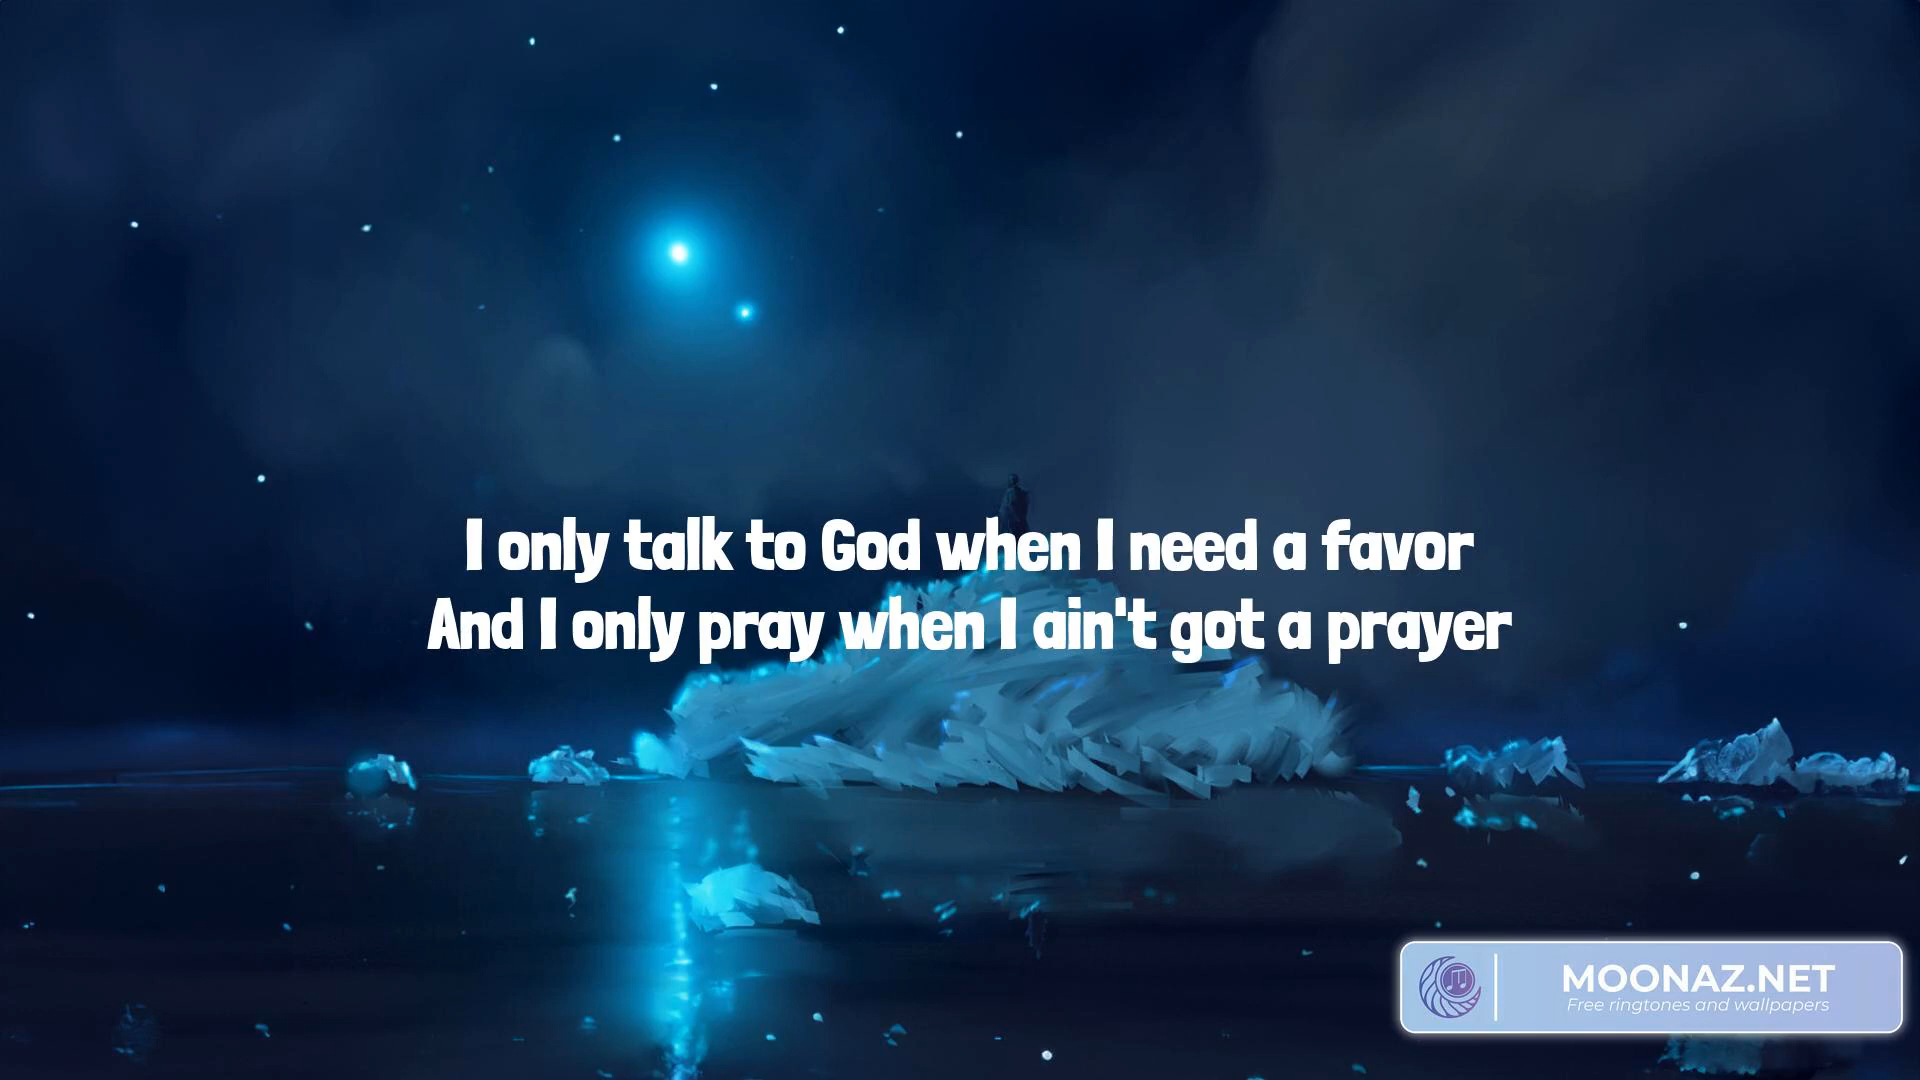 I only talk to God when I need a favor
And I only pray when I ain't got a prayer
MOONAZ.NET
Free ringtones and wallpapers